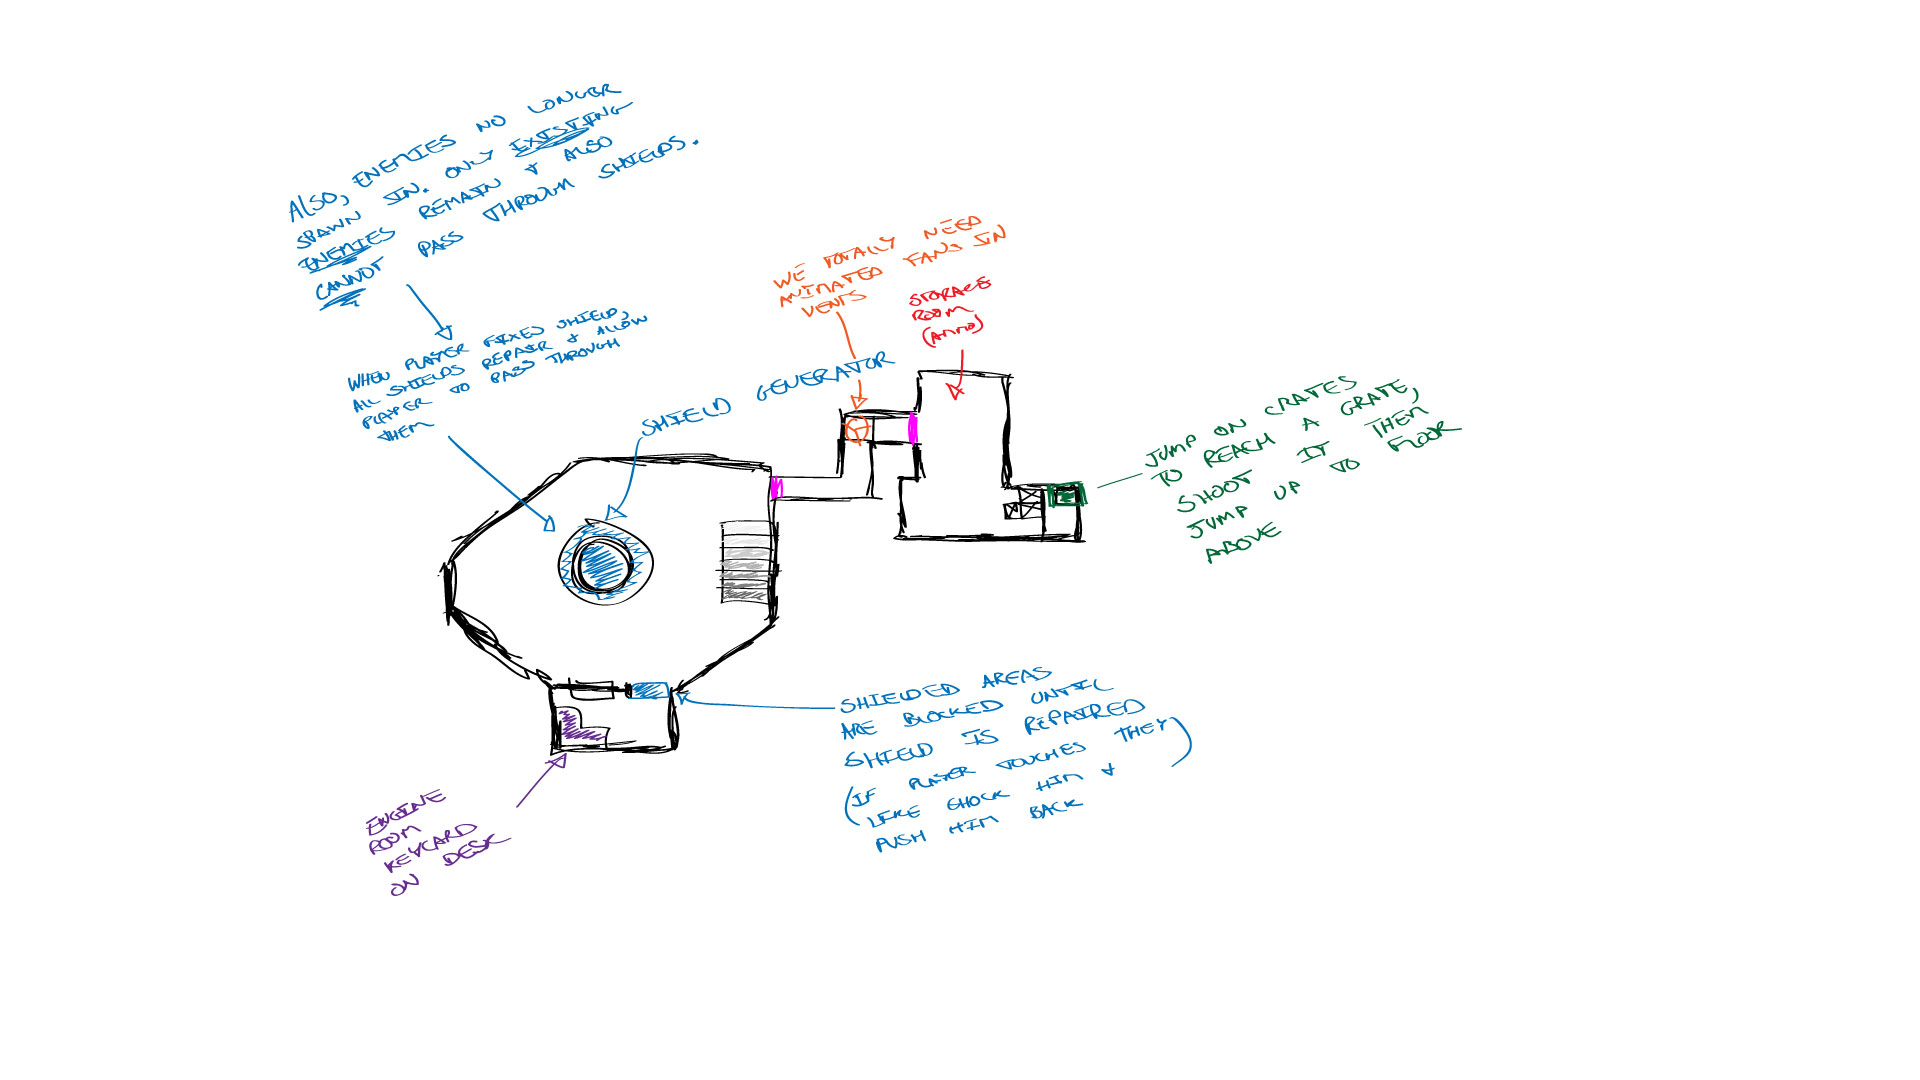 ALSO, ENEMIES NO LONGER
SPAWN IN. ONLY EXISTING
ENEMIES REMAIN & ALSO
CANNOT PASS THROUGH SHIELDS.
WHEN PLAYER FIXES SHIELD,
ALL SHIELDS REPAIR & ALLOW
PLAYER TO PASS THROUGH
THEM
SHIELD GENERATOR
WE TOTALLY NEED
ANIMATED FANS IN
VENTS
STORAGE
ROOM
(AMMO)
JUMP ON CRATES
TO REACH A GRATE,
SHOOT IT THEN
JUMP UP TO FLOOR
ABOVE
SHIELDED AREAS
ARE BLOCKED UNTIL
SHIELD IS REPAIRED
(IF PLAYER TOUCHES THEY
LIKE SHOCK HIM &
PUSH HIM BACK)
ENGINE
ROOM
KEYCARD
ON DESK